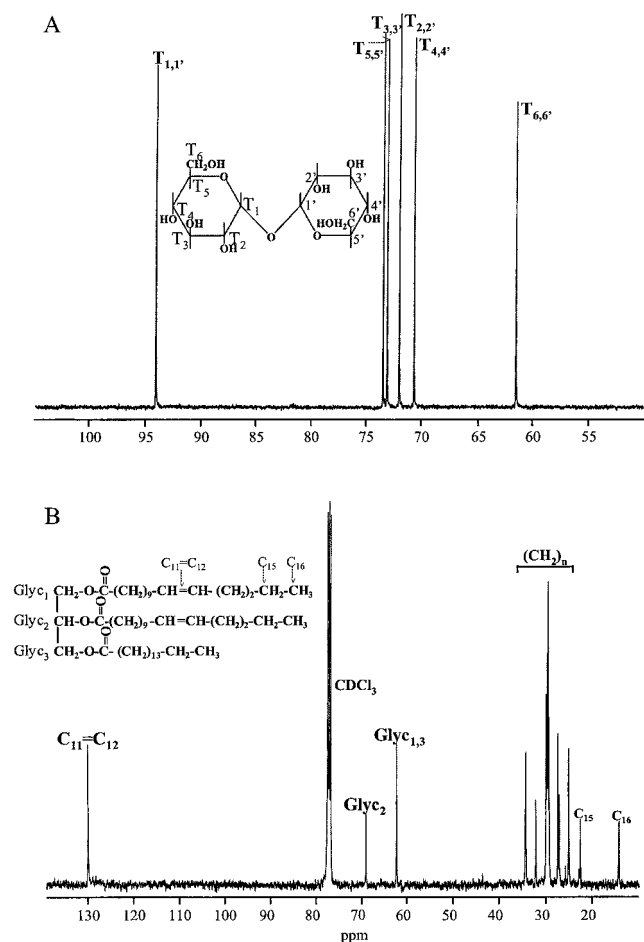 A
T3,3'
T2,2'
T5,5'
T4,4'
T1,1'
T6,6'
T6
CH2OH
T5
O
T4
HO
OH
T3
T2
OH
T1
O
1'
2'
OH
OH
3'
4'
OH
6'
HOH2C
O
5'
100
95
90
85
80
75
70
65
60
55
B
(CH2)n
C11=C12
C15
C16
Glyc1
CH2-O-C-(CH2)9-CH=CH-(CH2)2-CH2-CH3
O
Glyc2
CH-O-C-(CH2)9-CH=CH-(CH2)2-CH2-CH3
O
Glyc3
CH2-O-C-(CH2)13-CH2-CH3
O
CDCl3
C11=C12
Glyc1,3
Glyc2
C15
C16
130
120
110
100
90
80
70
60
50
40
30
20
ppm